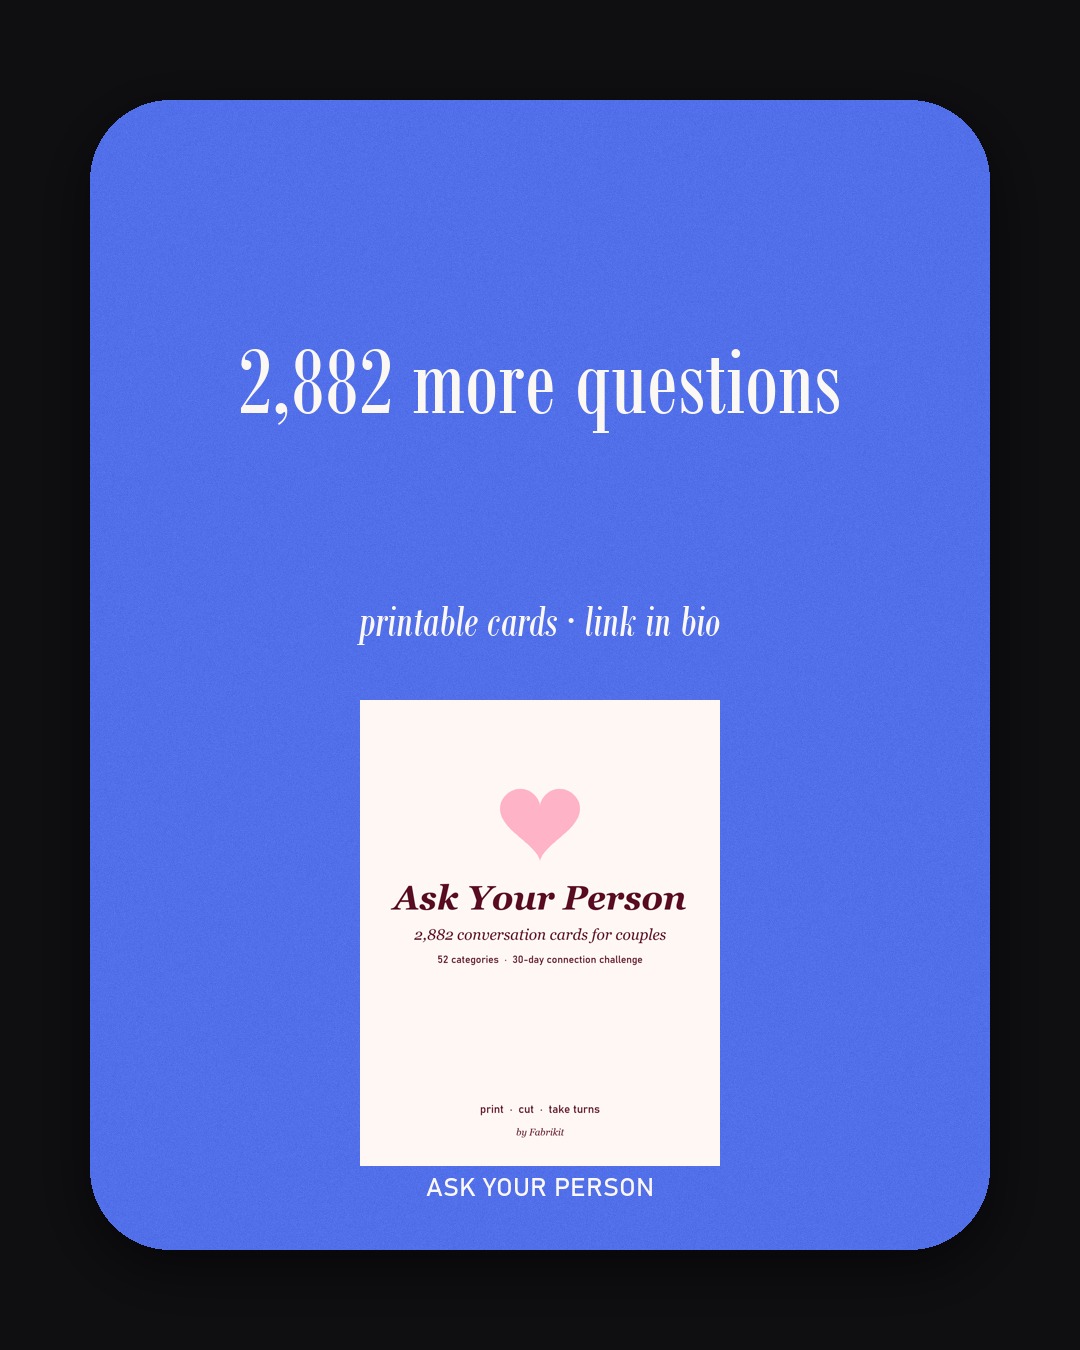 2,882 more questions
printable cards · link in bio
Ask Your Person
2,882 conversation cards for couples
52 categories · 30-day connection challenge
print · cut · take turns
by Fabrikit
ASK YOUR PERSON